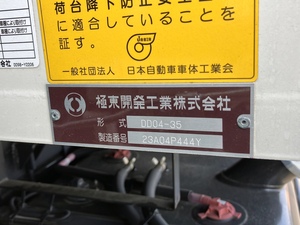 荷台降下防止安全
に適合していることを
証す。
一般社団法人 日本自動車車体工業会
0098-Y0208
極東開発工業株式会社
形式 DD04-35
製造番号 23A04P444Y